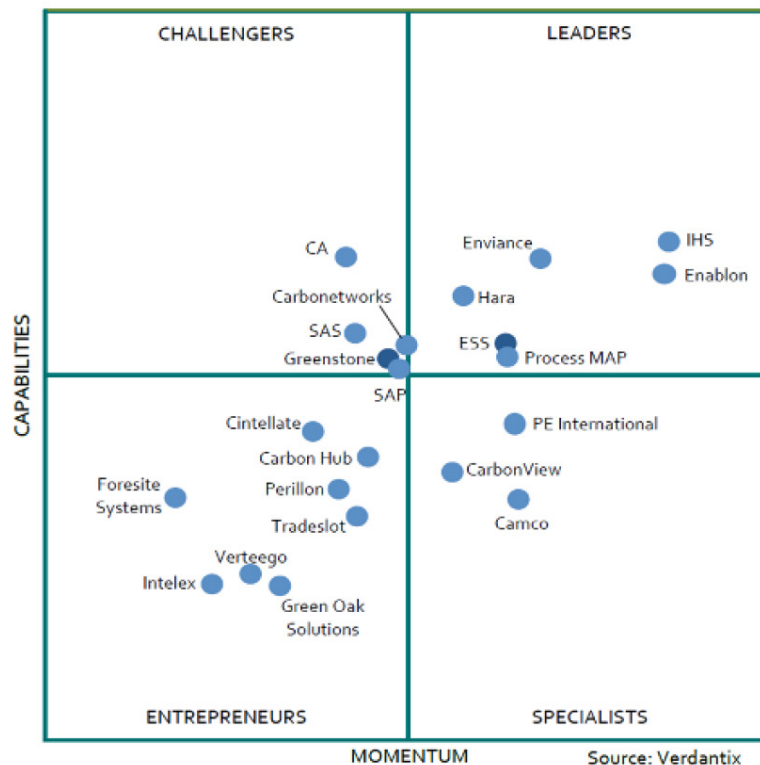 CHALLENGERS
LEADERS
CA
Enviance
IHS
Enablon
Carbonetworks
Hara
SAS
ESS
Greenstone
Process MAP
SAP
CAPABILITIES
Cintellate
PE International
Carbon Hub
CarbonView
Foresite
Systems
Perillon
Camco
Tradeslot
Verteego
Intelex
Green Oak
Solutions
ENTREPRENEURS
SPECIALISTS
MOMENTUM
Source: Verdantix